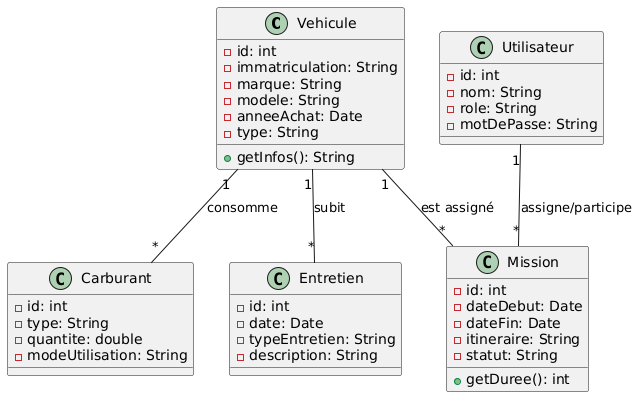 C Vehicule
id: int
immatriculation: String
marque: String
modele: String
anneeAchat: Date
type: String
getInfos(): String
C Utilisateur
id: int
nom: String
role: String
motDePasse: String
1
1
1
1
consomme
subit
est assigné
assigne/participe
*
*
*
*
C Carburant
id: int
type: String
quantite: double
modeUtilisation: String
C Entretien
id: int
date: Date
typeEntretien: String
description: String
C Mission
id: int
dateDebut: Date
dateFin: Date
itineraire: String
statut: String
getDuree(): int